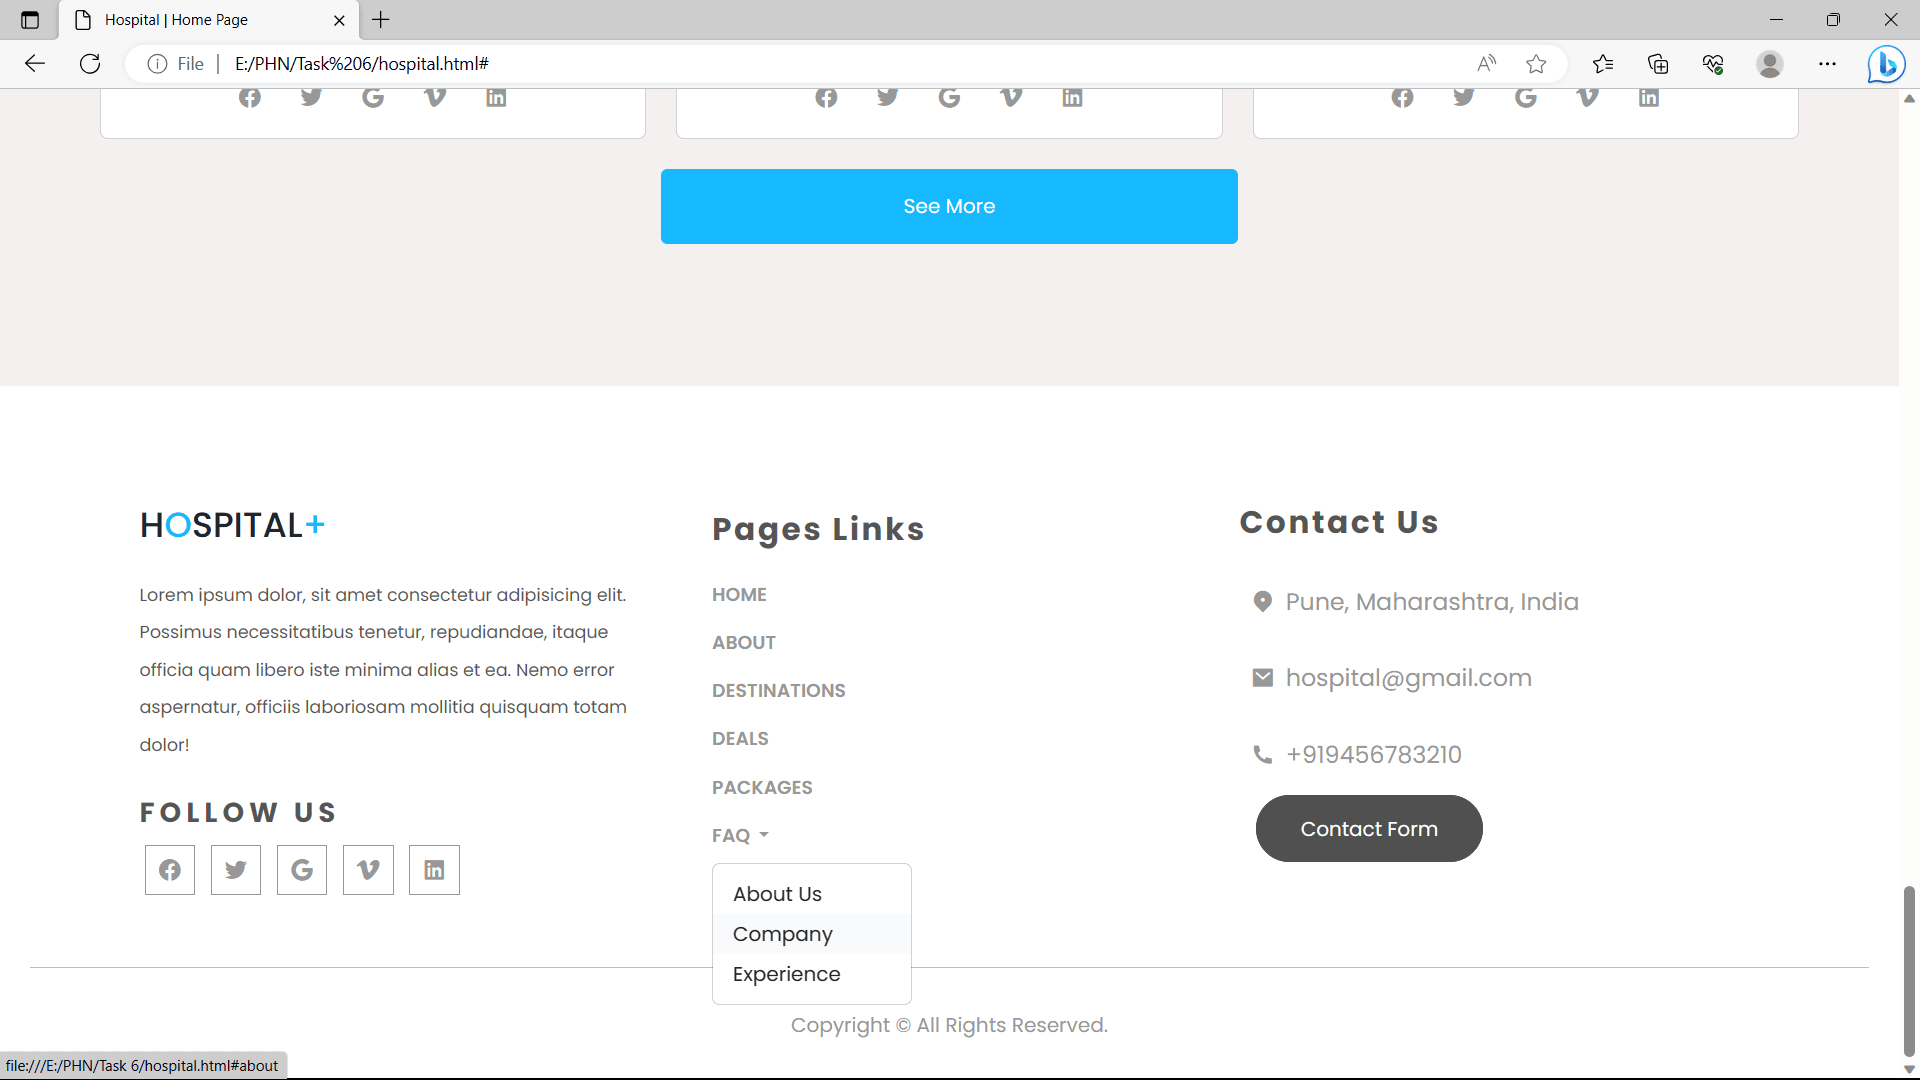 Hospital | Home Page
File
E:/PHN/Task%206/hospital.html#
See More
HOSPITAL+
Lorem ipsum dolor, sit amet consectetur adipisicing elit.
Possimus necessitatibus tenetur, repudiandae, itaque
officia quam libero iste minima alias et ea. Nemo error
aspernatur, officiis laboriosam mollitia quisquam totam
dolor!
FOLLOW US
Pages Links
HOME
ABOUT
DESTINATIONS
DEALS
PACKAGES
FAQ
About Us
Company
Experience
Contact Us
Pune, Maharashtra, India
hospital@gmail.com
+919456783210
Contact Form
Copyright © All Rights Reserved.
file:///E:/PHN/Task 6/hospital.html#about